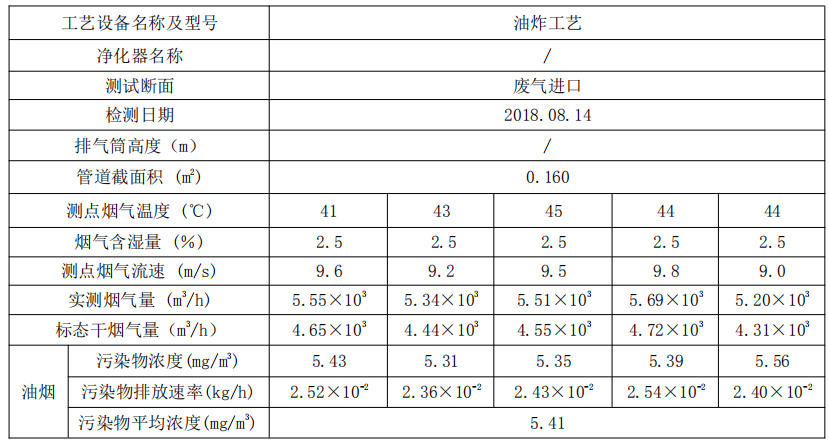 工艺设备名称及型号 油炸工艺
净化器名称 /
测试断面 废气进口
检测日期 2018.08.14
排气筒高度（m） /
管道截面积 (m²) 0.160
测点烟气温度 (℃) 41 43 45 44 44
烟气含湿量 (%) 2.5 2.5 2.5 2.5 2.5
测点烟气流速 (m/s) 9.6 9.2 9.5 9.8 9.0
实测烟气量 (m³/h) 5.55×10³ 5.34×10³ 5.51×10³ 5.69×10³ 5.20×10³
标态干烟气量（m³/h） 4.65×10³ 4.44×10³ 4.55×10³ 4.72×10³ 4.31×10³
油烟 污染物浓度(mg/m³) 5.43 5.31 5.35 5.39 5.56
污染物排放速率(kg/h) 2.52×10⁻² 2.36×10⁻² 2.43×10⁻² 2.54×10⁻² 2.40×10⁻²
污染物平均浓度(mg/m³) 5.41